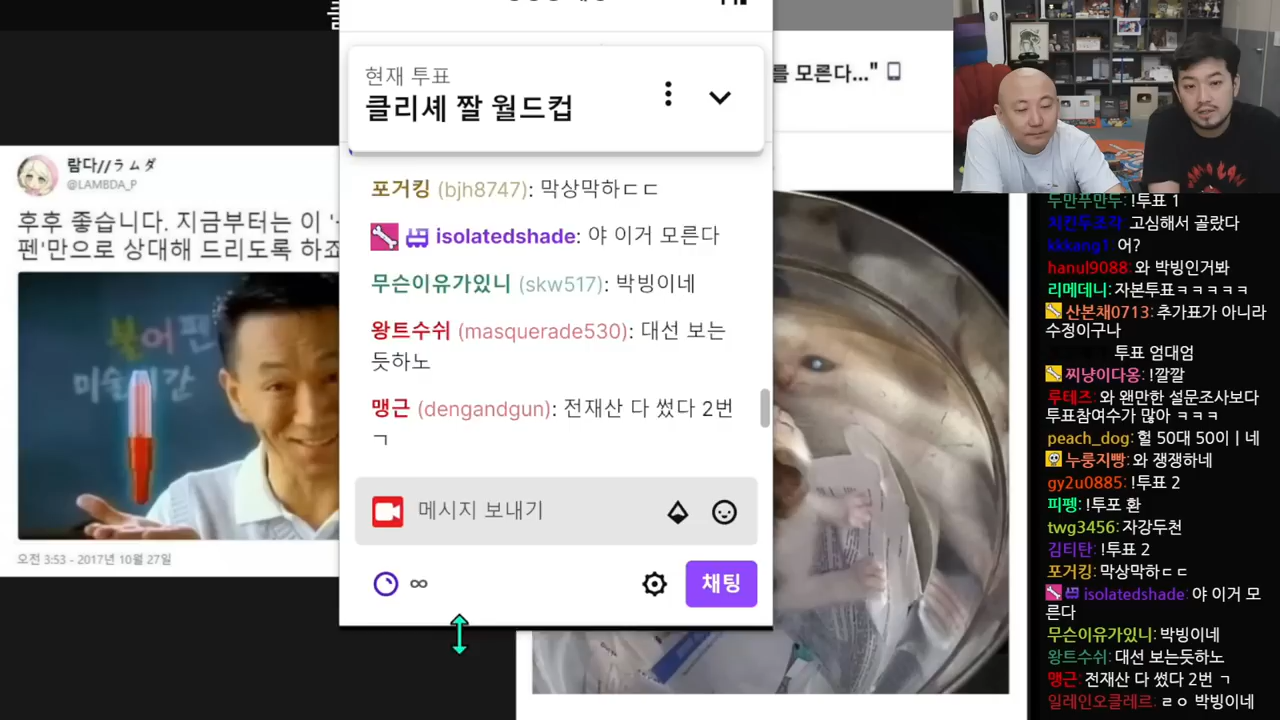 를 모른다..."
현재 투표
클리셰 짤 월드컵
람다//ラムダ
@LAMBDA_P
후후 좋습니다. 지금부터는 이
펜'만으로 상대해 드리도록 하죠
분어펜
미술시간
오전 3:53 - 2017년 10월 27일
포거킹 (bjh8747): 막상막하ㄷㄷ
isolatedshade: 야 이거 모른다
무슨이유가있니 (skw517): 박빙이네
왕트수쉬 (masquerade530): 대선 보는
듯하노
맹근 (dengandgun): 전재산 다 썼다 2번
ㄱ
메시지 보내기
∞
채팅
두만푸만두: !투표 1
치킨두조각: 고심해서 골랐다
kkkang1: 어?
hanul9088: 와 박빙인거봐
리메데니: 자본투표ㅋㅋㅋㅋㅋ
산본채0713: 추가표가 아니라
수정이구나
투표 엄대엄
찌냥이다옹: !깔깔
루테즈: 와 왠만한 설문조사보다
투표참여수가 많아 ㅋㅋㅋ
peach_dog: 헐 50대 50이ㅣ네
누룽지빵: 와 쟁쟁하네
gy2u0885: !투표 2
피펭: !투포 환
twg3456: 자강두천
김티탄: !투표 2
포거킹: 막상막하ㄷㄷ
isolatedshade: 야 이거 모
른다
무슨이유가있니: 박빙이네
왕트수쉬: 대선 보는듯하노
맹근: 전재산 다 썼다 2번 ㄱ
일레인오클레르: ㄹㅇ 박빙이네